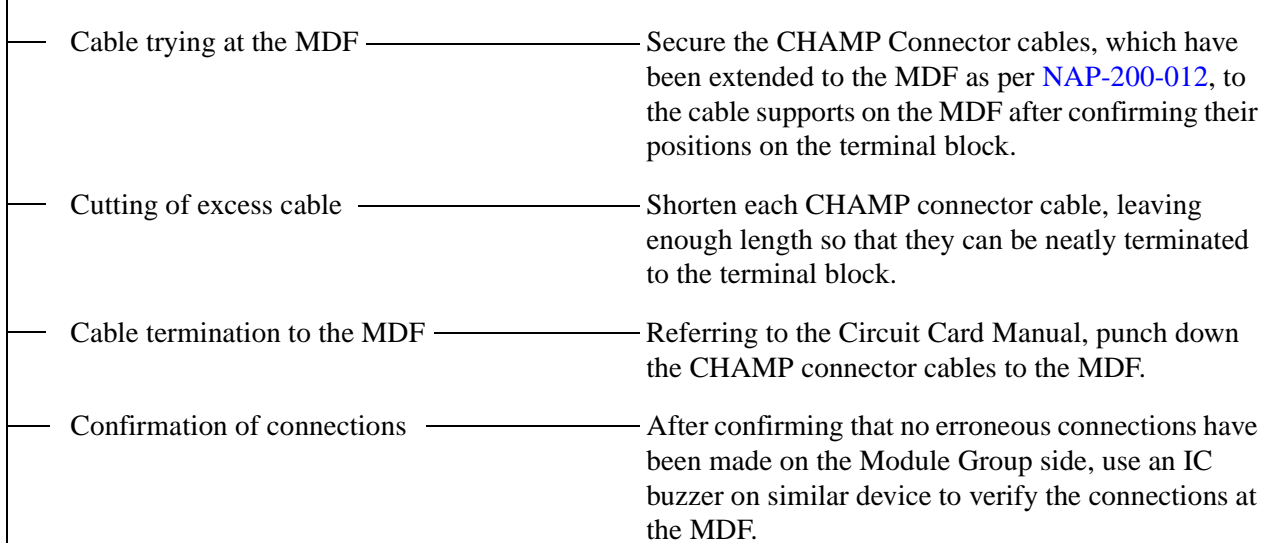 Cable trying at the MDF
Secure the CHAMP Connector cables, which have
been extended to the MDF as per NAP-200-012, to
the cable supports on the MDF after confirming their
positions on the terminal block.
Cutting of excess cable
Shorten each CHAMP connector cable, leaving
enough length so that they can be neatly terminated
to the terminal block.
Cable termination to the MDF
Referring to the Circuit Card Manual, punch down
the CHAMP connector cables to the MDF.
Confirmation of connections
After confirming that no erroneous connections have
been made on the Module Group side, use an IC
buzzer on similar device to verify the connections at
the MDF.